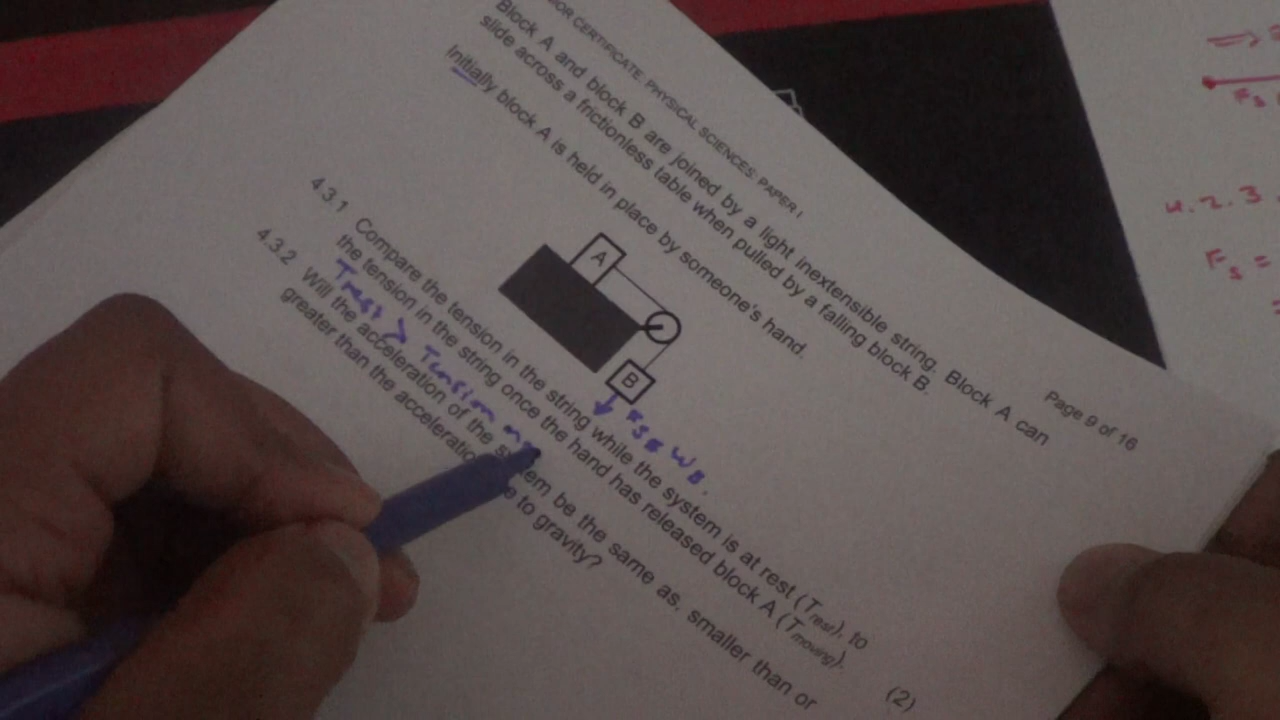 CERTIFICATE: PHYSICAL SCIENCES: PAPER I
Page 9 of 16
Block A and block B are joined by a light inextensible string. Block A can
slide across a frictionless table when pulled by a falling block B.
Initially block A is held in place by someone's hand.
A
B
4.3.1 Compare the tension in the string while the system is at rest (Trest), to
the tension in the string once the hand has released block A (Tmoving).
(2)
Trest > Tension
4.3.2 Will the acceleration of the system be the same as, smaller than or
greater than the acceleration to gravity?
4.2.3